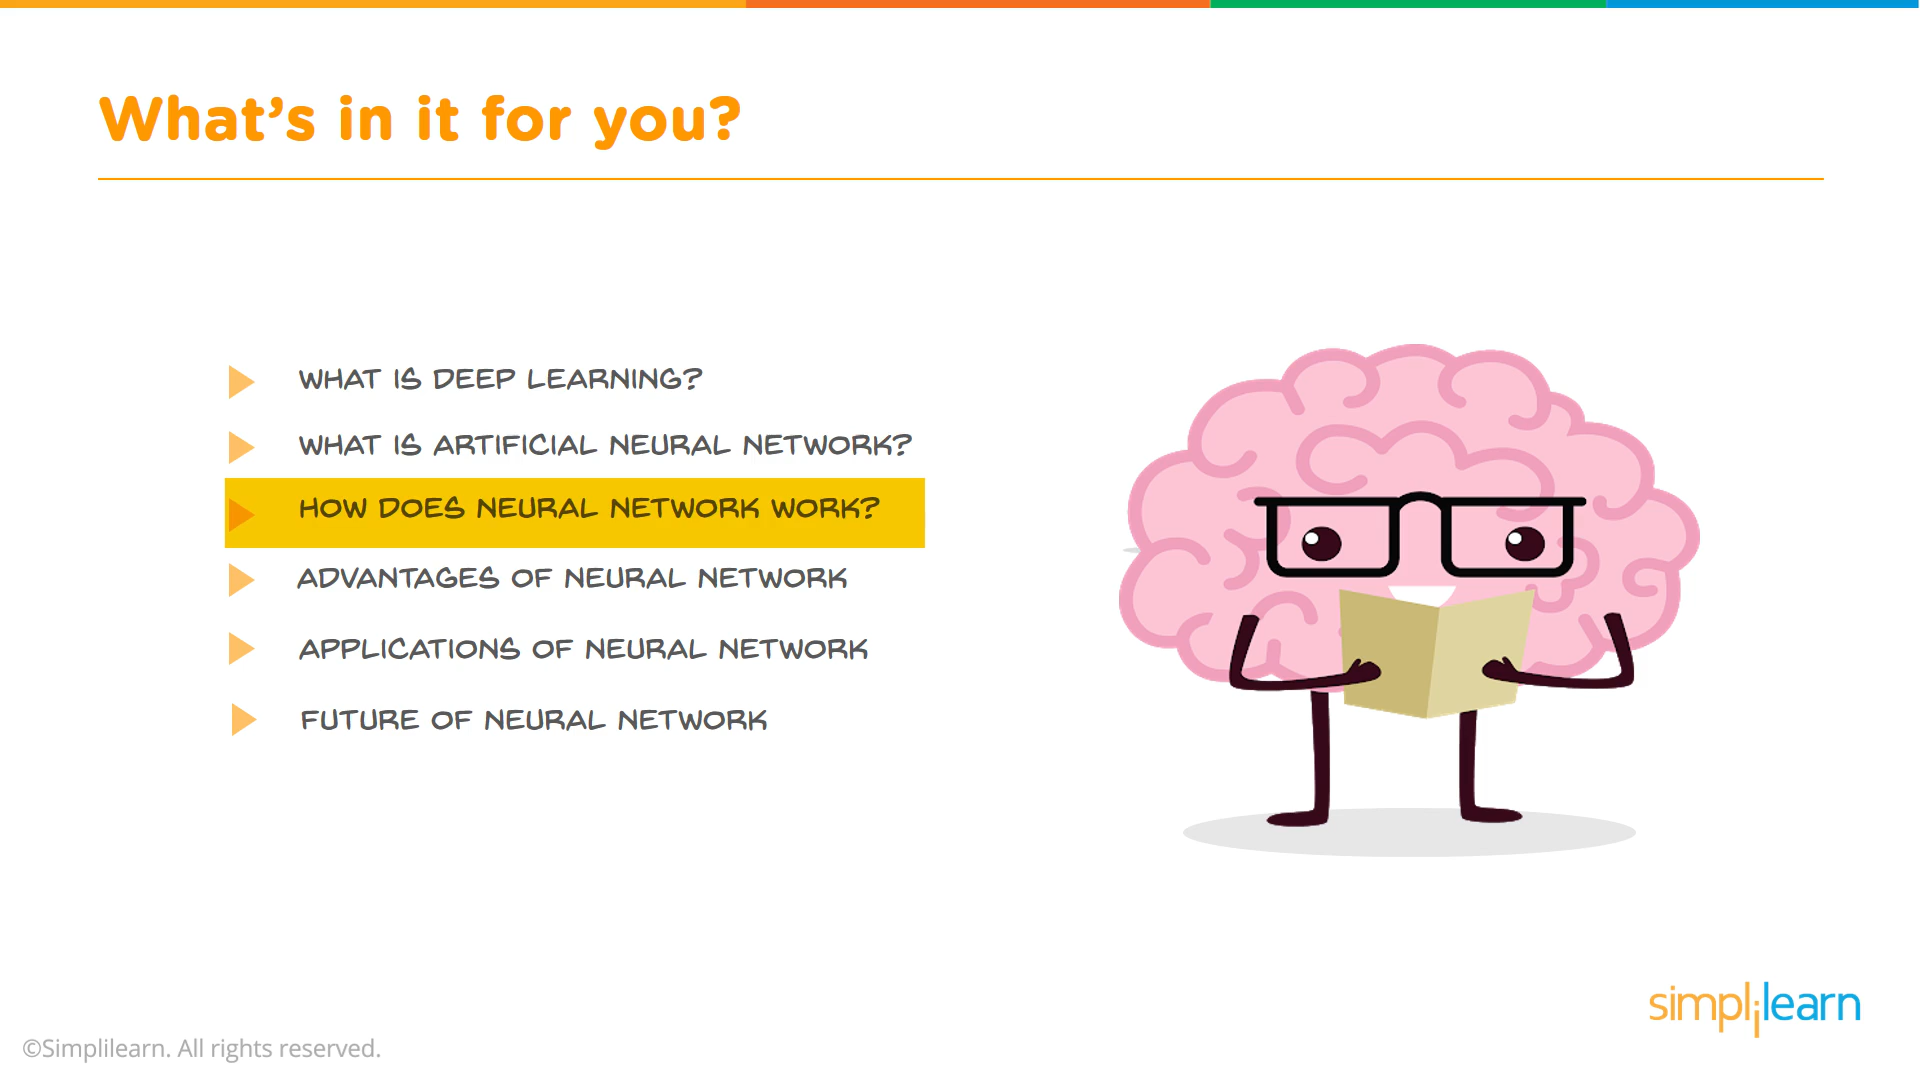 What's in it for you?
WHAT IS DEEP LEARNING?
WHAT IS ARTIFICIAL NEURAL NETWORK?
HOW DOES NEURAL NETWORK WORK?
ADVANTAGES OF NEURAL NETWORK
APPLICATIONS OF NEURAL NETWORK
FUTURE OF NEURAL NETWORK
simplilearn
©Simplilearn. All rights reserved.